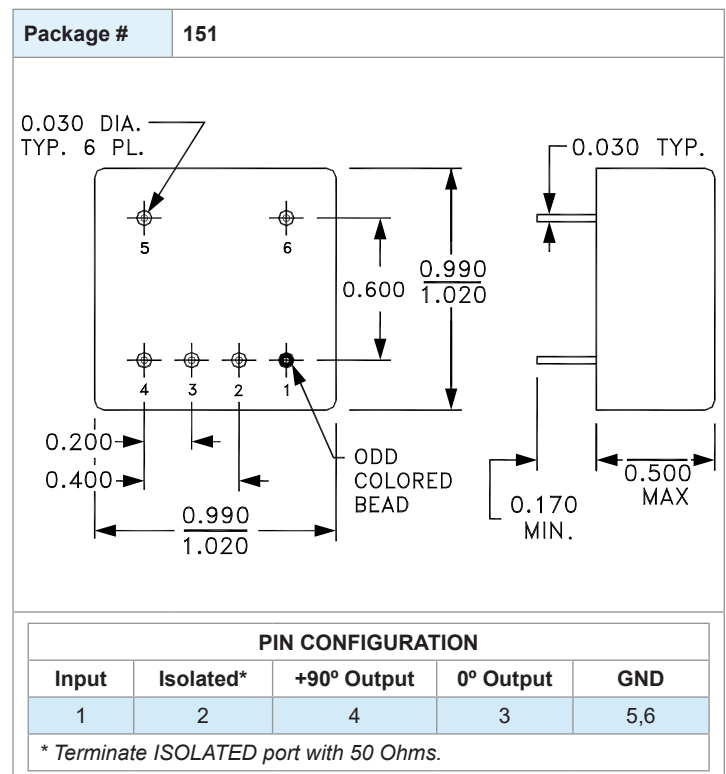 Package # 151
0.030 DIA.
TYP. 6 PL.
0.030 TYP.
5 6
0.600
0.990
1.020
4 3 2 1
0.200
0.400
ODD
COLORED
BEAD
0.990
1.020
0.170
MIN.
0.500
MAX
PIN CONFIGURATION
Input Isolated* +90º Output 0º Output GND
1 2 4 3 5,6
* Terminate ISOLATED port with 50 Ohms.